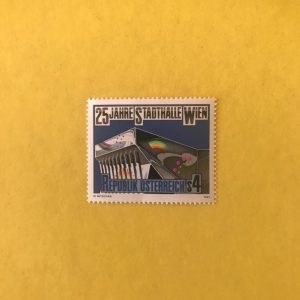 25 JAHRE STADTHALLE WIEN
REPUBLIK ÖSTERREICH S4